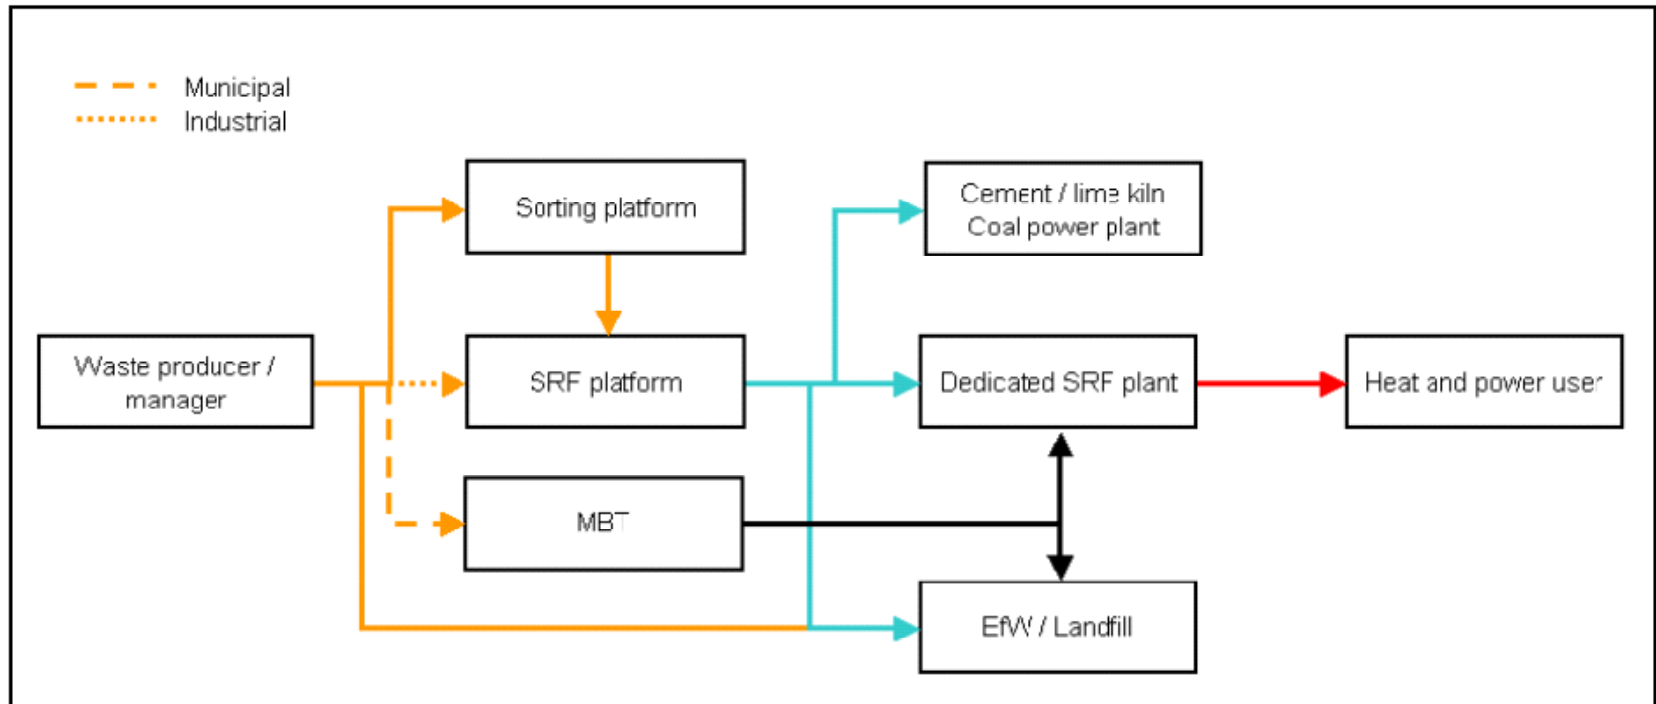 Municipal
Industrial
Sorting platform
Cement / lime kiln
Coal power plant
Waste producer /
manager
SRF platform
Dedicated SRF plant
Heat and power user
MBT
EfW / Landfill